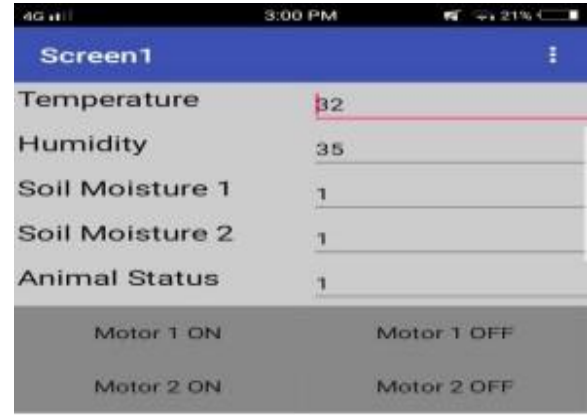 4G 3:00 PM 21%
Screen1
Temperature 32
Humidity 35
Soil Moisture 1 1
Soil Moisture 2 1
Animal Status 1
Motor 1 ON Motor 1 OFF
Motor 2 ON Motor 2 OFF